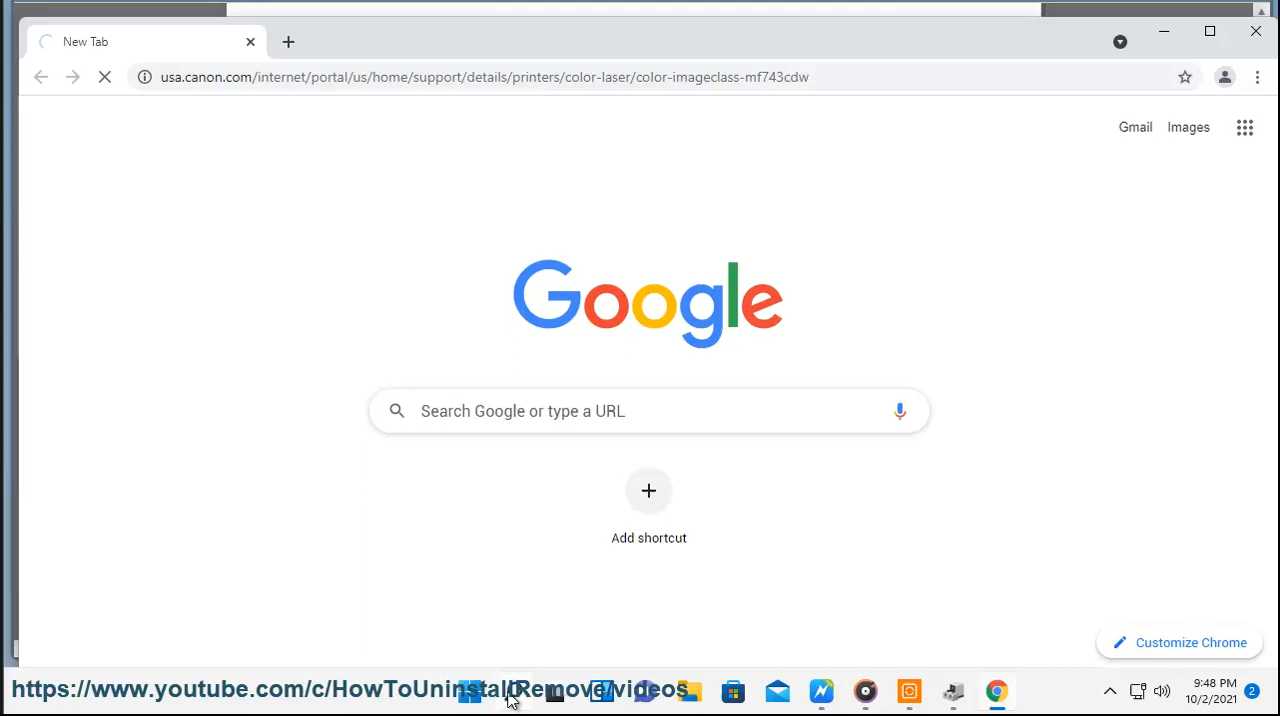 New Tab
usa.canon.com/internet/portal/us/home/support/details/printers/color-laser/color-imageclass-mf743cdw
Gmail Images
Google
Search Google or type a URL
Add shortcut
Customize Chrome
https://www.youtube.com/c/HowToUninstallRemove/videos
9:48 PM
10/2/2021
2